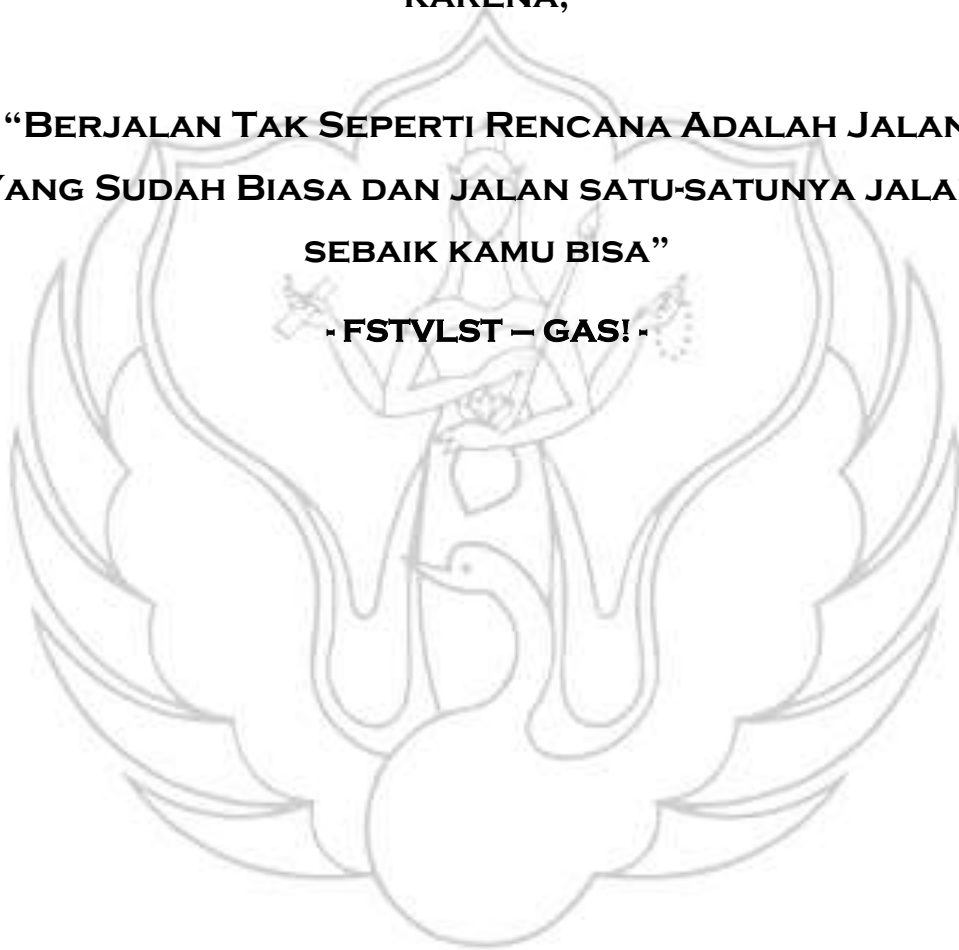 KARENA,
“BERJALAN TAK SEPERTI RENCANA ADALAH JALAN
YANG SUDAH BIASA DAN JALAN SATU-SATUNYA JALAN
SEBAIK KAMU BISA”
- FSTVLST – GAS! -